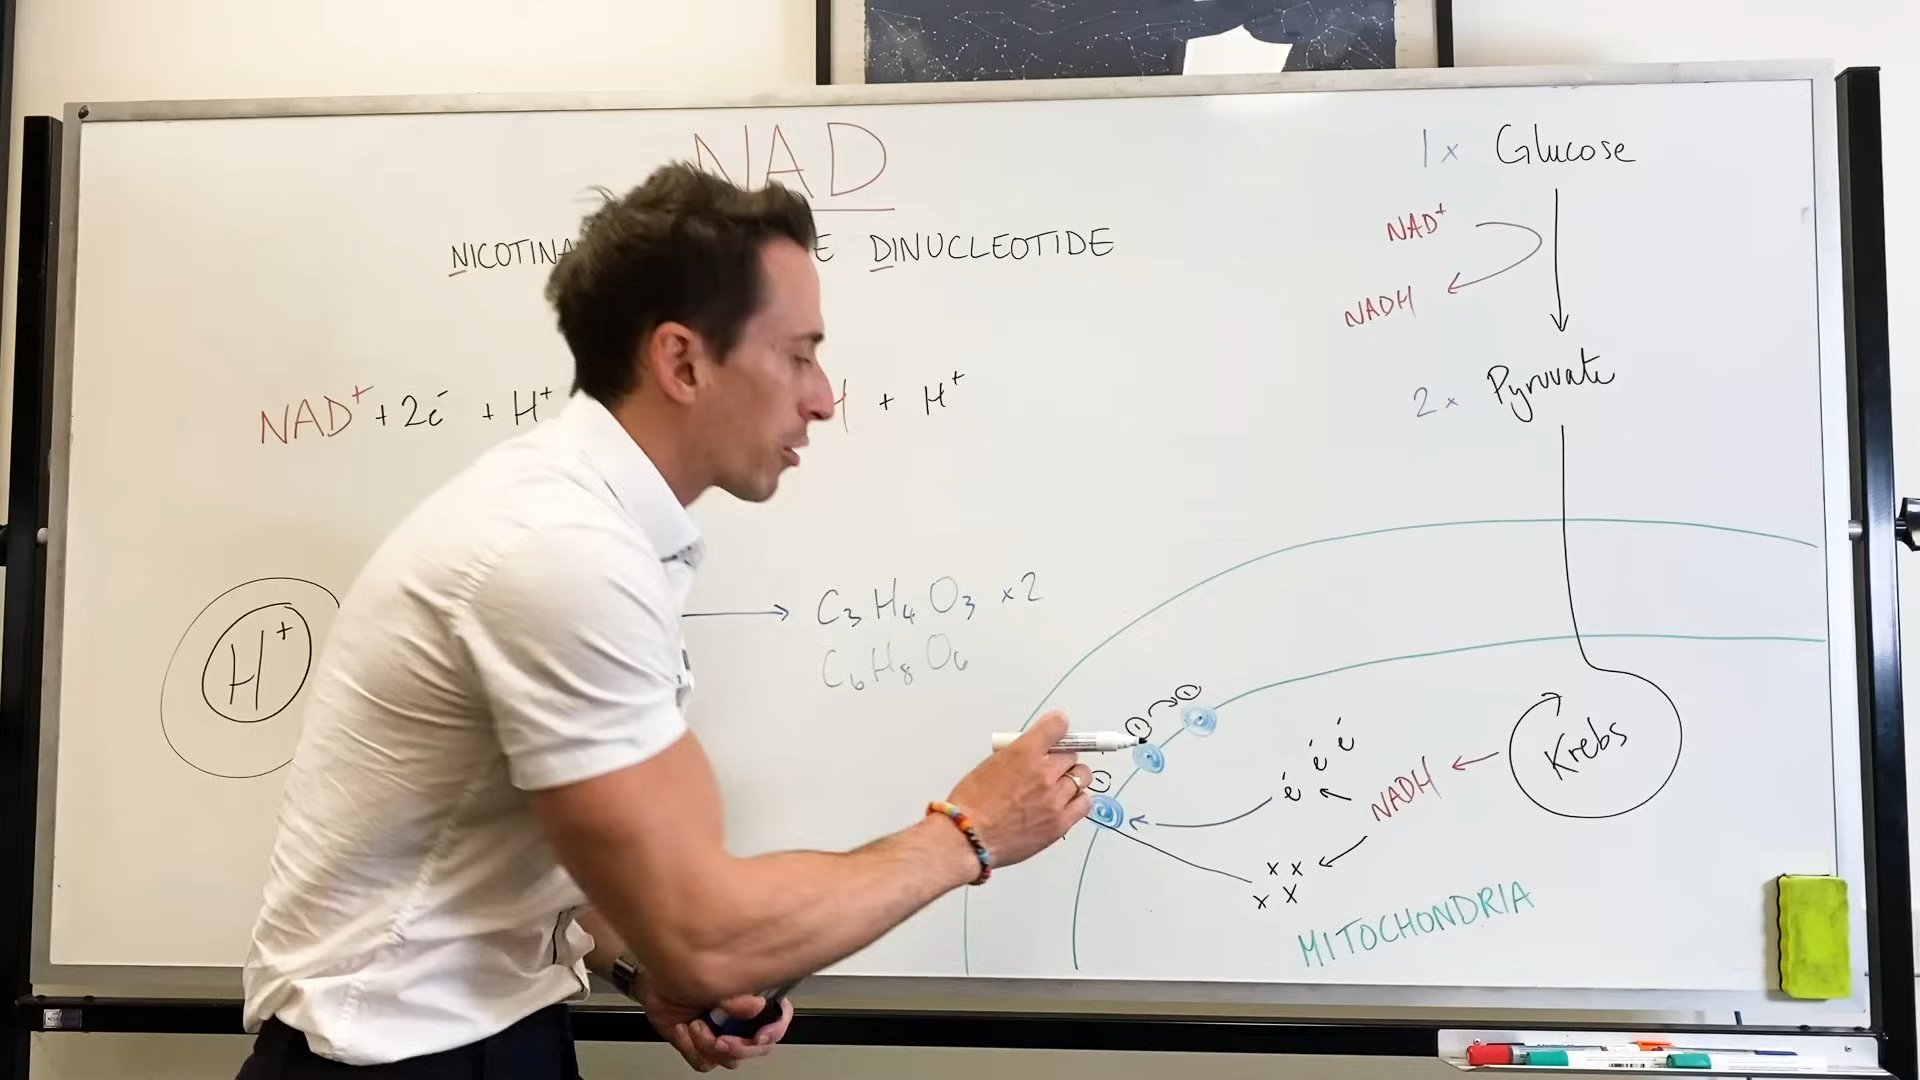 NAD
NICOTINA E DINUCLEOTIDE
NAD⁺ + 2e⁻ + H⁺ H + H⁺
H⁺
C₃H₄O₃ x2
C₆H₈O₆
1x Glucose
NAD⁺
NADH
2x Pyruvate
Krebs
NADH
e⁻ e⁻ e⁻
x x
x x
MITOCHONDRIA